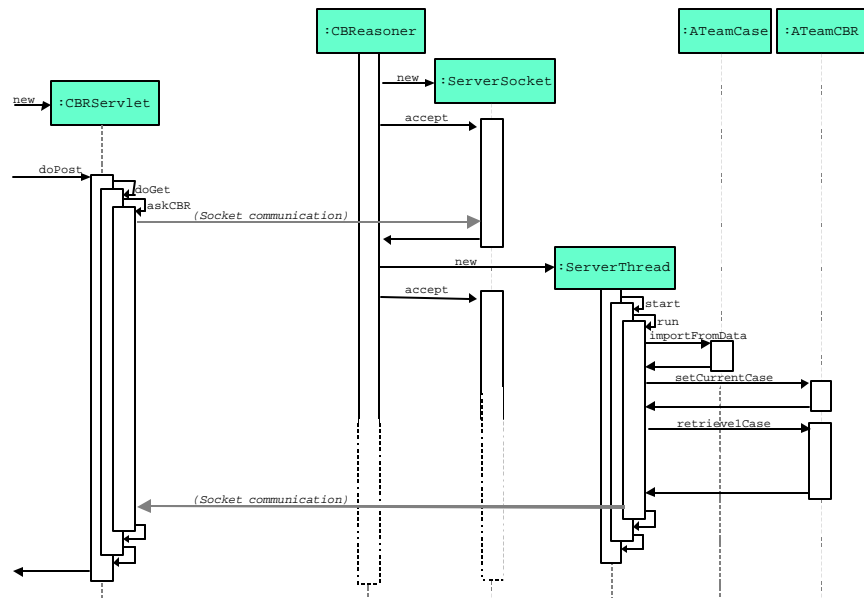 :CBReasoner
:ATeamCase
:ATeamCBR
new
:ServerSocket
new
:CBRServlet
accept
doPost
doGet
askCBR
(Socket communication)
new
:ServerThread
accept
start
run
importFromData
setCurrentCase
retrievelCase
(Socket communication)